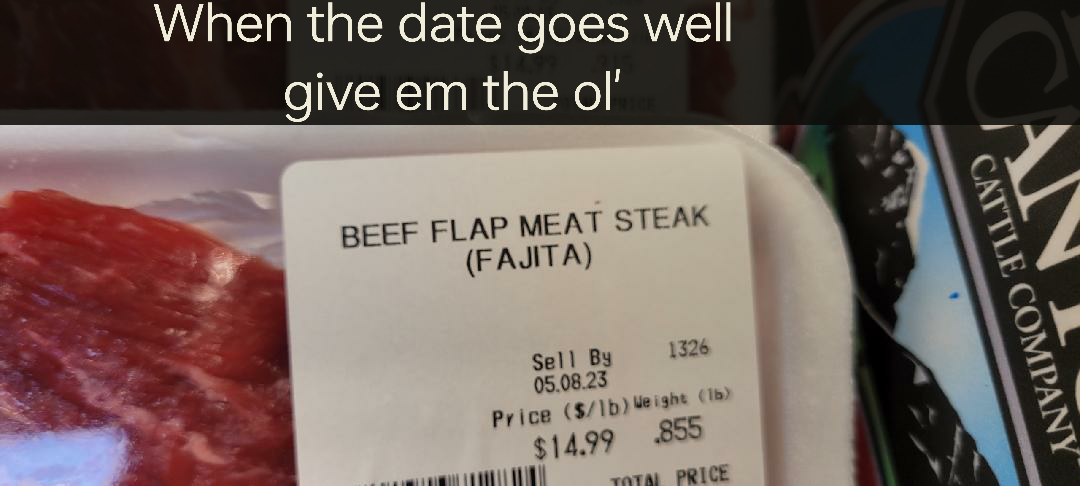 When the date goes well
give em the ol'
BEEF FLAP MEAT STEAK
(FAJITA)
Sell By 1326
05.08.23
Price ($/lb) Weight (lb)
$14.99 .855
TOTAL PRICE
CATTLE COMPANY